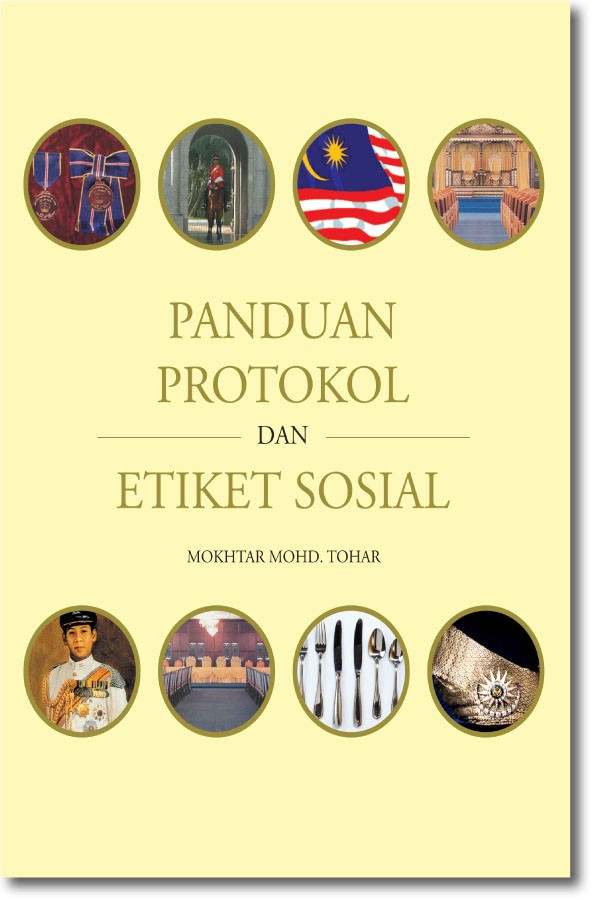 PANDUAN
PROTOKOL
DAN
ETIKET SOSIAL
MOKHTAR MOHD. TOHAR